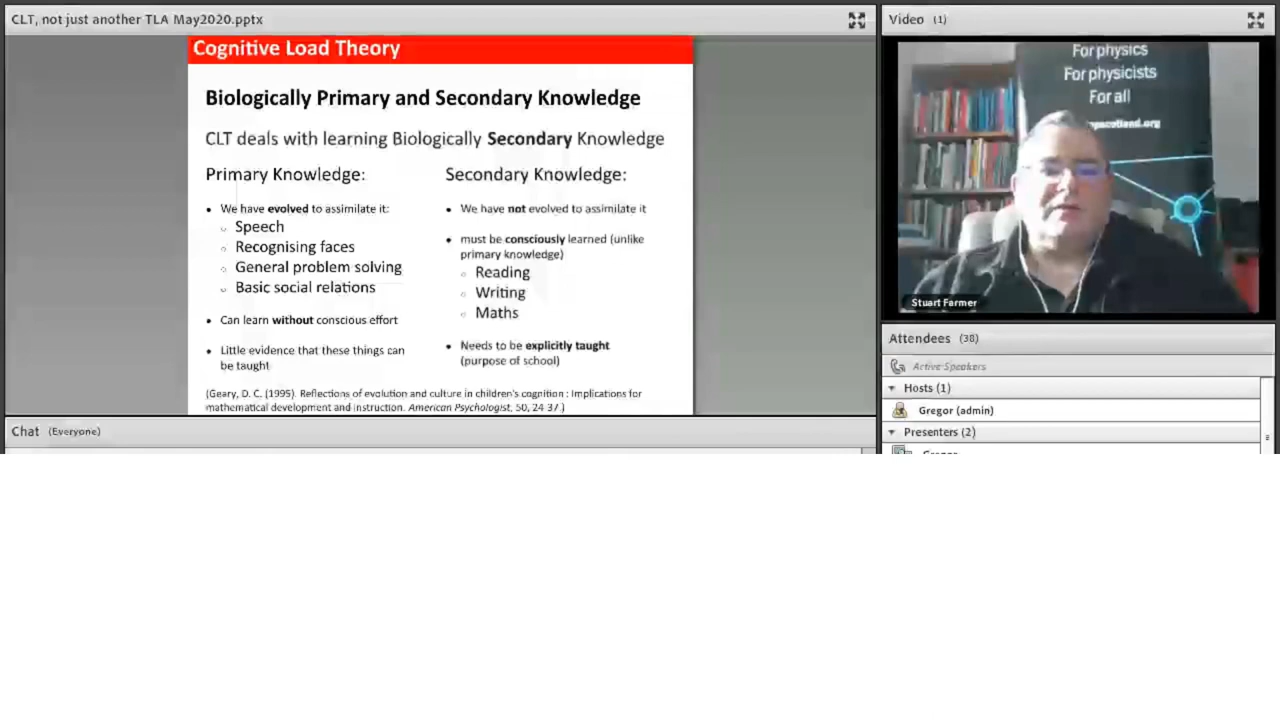 CLT, not just another TLA May2020.pptx
Cognitive Load Theory
Biologically Primary and Secondary Knowledge
CLT deals with learning Biologically Secondary Knowledge
Primary Knowledge:
We have evolved to assimilate it:
Speech
Recognising faces
General problem solving
Basic social relations
Can learn without conscious effort
Little evidence that these things can
be taught
Secondary Knowledge:
We have not evolved to assimilate it
must be consciously learned (unlike
primary knowledge)
Reading
Writing
Maths
Needs to be explicitly taught
(purpose of school)
(Geary, D. C. (1995). Reflections of evolution and culture in children's cognition : Implications for
mathematical development and instruction. American Psychologist, 50, 24-37.)
Chat (Everyone)
Video (1)
For physics
For physicists
For all
Stuart Farmer
Attendees (38)
Active Speakers
Hosts (1)
Gregor (admin)
Presenters (2)